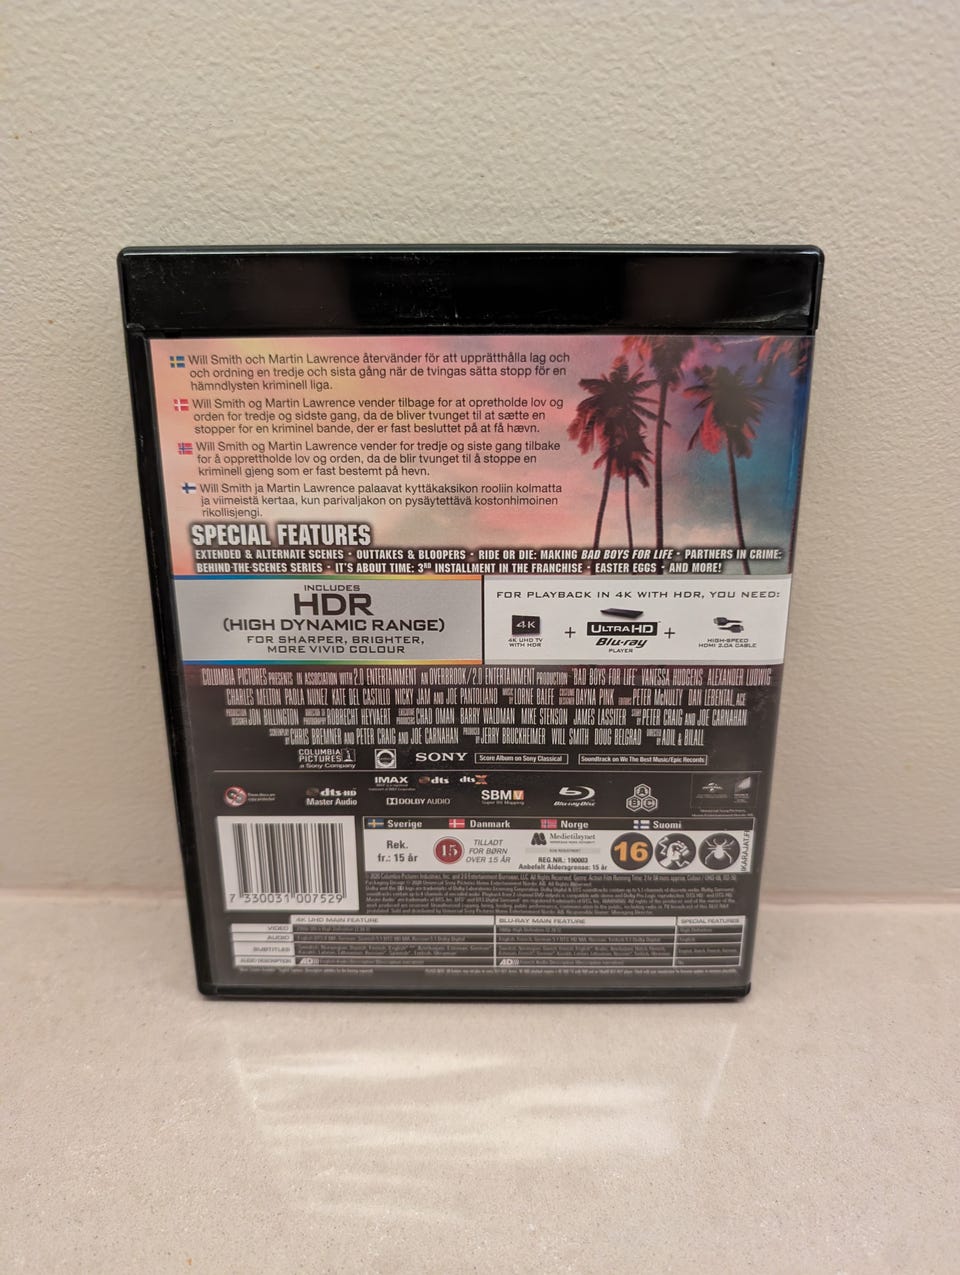 Will Smith och Martin Lawrence återvänder för att upprätthålla lag och
och ordning en tredje och sista gång när de tvingas sätta stopp för en
hämndlysten kriminell liga.
Will Smith og Martin Lawrence vender tilbage for at opretholde lov og
orden for tredje og sidste gang, da de bliver tvunget til at sætte en
stopper for en kriminel bande, der er fast besluttet på at få hævn.
Will Smith og Martin Lawrence vender for tredje og siste gang tilbake
for å opprettholde lov og orden, da de blir tvunget til å stoppe en
kriminell gjeng som er fast bestemt på hevn.
Will Smith ja Martin Lawrence palaavat kyttäkaksikon rooliin kolmatta
ja viimeistä kertaa, kun parivaljakon on pysäytettävä kostonhimoinen
rikollisjengi.
SPECIAL FEATURES
EXTENDED & ALTERNATE SCENES • OUTTAKES & BLOOPERS • RIDE OR DIE: MAKING BAD BOYS FOR LIFE • PARTNERS IN CRIME:
BEHIND-THE-SCENES SERIES • IT'S ABOUT TIME: 3RD INSTALLMENT IN THE FRANCHISE • EASTER EGGS • AND MORE!
INCLUDES
HDR
(HIGH DYNAMIC RANGE)
FOR SHARPER, BRIGHTER,
MORE VIVID COLOUR
FOR PLAYBACK IN 4K WITH HDR, YOU NEED:
4K
4K UHD TV
WITH HDR
+
ULTRA HD
Blu-ray
PLAYER
+
HIGH-SPEED
HDMI 2.0A CABLE
COLUMBIA PICTURES PRESENTS IN ASSOCIATION WITH 2.0 ENTERTAINMENT AN OVERBROOK/2.0 ENTERTAINMENT PRODUCTION "BAD BOYS FOR LIFE" VANESSA HUDGENS ALEXANDER LUDWIG
CHARLES MELTON PAOLA NUNEZ KATE DEL CASTILLO NICKY JAM AND JOE PANTOLIANO MUSIC BY LORNE BALFE COSTUME DESIGNER DAYNA PINK EDITORS PETER McNULTY DAN LEBENTAL, ACE
PRODUCTION DESIGNER JON BILLINGTON DIRECTOR OF PHOTOGRAPHY ROBRECHT HEYVAERT EXECUTIVE PRODUCERS CHAD OMAN BARRY WALDMAN MIKE STENSON JAMES LASSITER STORY BY PETER CRAIG AND JOE CARNAHAN
SCREENPLAY BY CHRIS BREMNER AND PETER CRAIG AND JOE CARNAHAN PRODUCED BY JERRY BRUCKHEIMER WILL SMITH DOUG BELGRAD DIRECTED BY ADIL & BILALL
COLUMBIA
PICTURES
a Sony Company
SONY
Score Album on Sony Classical
Soundtrack on We The Best Music/Epic Records
IMAX
dts
dts X
dts-HD
Master Audio
DOLBY AUDIO
SBMV
Super Bit Mapping
Blu-ray Disc
ABC
7 330031 007529
Sverige
Danmark
Norge
Suomi
Rek.
fr.: 15 år
15
TILLADT
FOR BØRN
OVER 15 ÅR
Medietilsynet
REG.NR.: 190003
Anbefalt Aldersgrense: 15 år
16
IKARAJAT.FI
4K UHD MAIN FEATURE
BLU-RAY MAIN FEATURE
SPECIAL FEATURES
VIDEO
AUDIO
SUBTITLES
AUDIO DESCRIPTION
High Definition
English